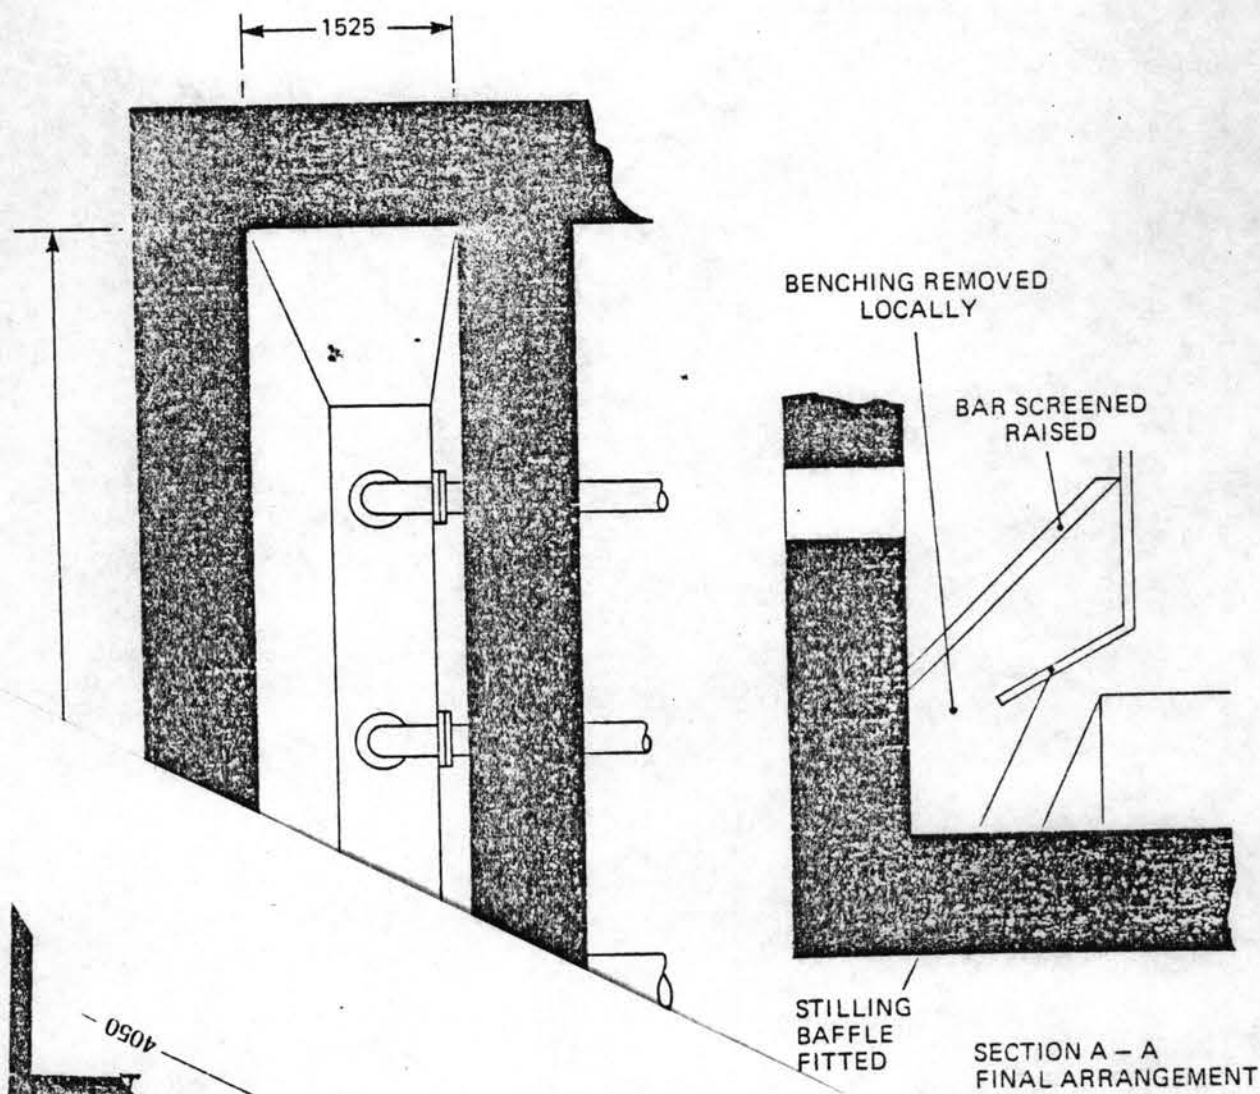 1525
BENCHING REMOVED
LOCALLY
BAR SCREENED
RAISED
4050
STILLING
BAFFLE
FITTED
SECTION A – A
FINAL ARRANGEMENT